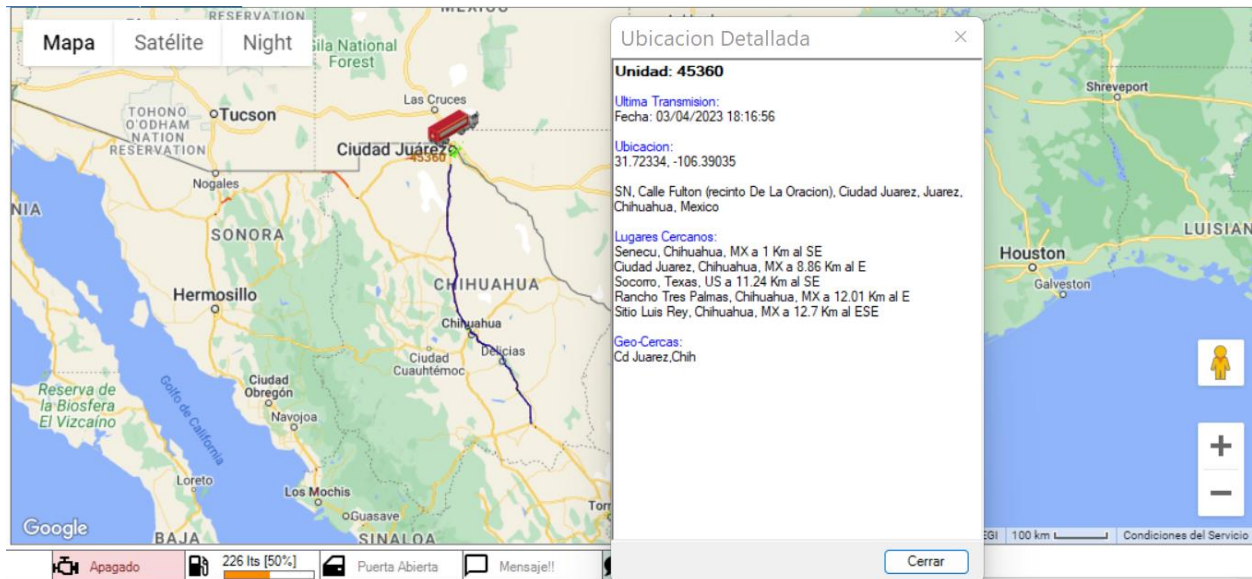 RESERVATION
MEXICO
Mapa
Satélite
Night
Gila National
Forest
Las Cruces
TOHONO
O'ODHAM
NATION
RESERVATION
Tucson
Ciudad Juárez
45360
Nogales
SONORA
Hermosillo
CHIHUAHUA
Chihuahua
Delicias
Ciudad
Cuauhtémoc
Reserva de
la Biosfera
El Vizcaíno
Golfo de California
Ciudad
Obregón
Navojoa
Loreto
Los Mochis
Guasave
BAJA
SINALOA
Google
Ubicacion Detallada
Unidad: 45360
Ultima Transmision:
Fecha: 03/04/2023 18:16:56
Ubicacion:
31.72334, -106.39035
SN, Calle Fulton (recinto De La Oracion), Ciudad Juarez, Juarez,
Chihuahua, Mexico
Lugares Cercanos:
Senecu, Chihuahua, MX a 1 Km al SE
Ciudad Juarez, Chihuahua, MX a 8.86 Km al E
Socorro, Texas, US a 11.24 Km al SE
Rancho Tres Palmas, Chihuahua, MX a 12.01 Km al E
Sitio Luis Rey, Chihuahua, MX a 12.7 Km al ESE
Geo-Cercas:
Cd Juarez,Chih
Cerrar
Shreveport
LUISIAN
Houston
Galveston
100 km
Condiciones del Servicio
Apagado
226 lts [50%]
Puerta Abierta
Mensaje!!